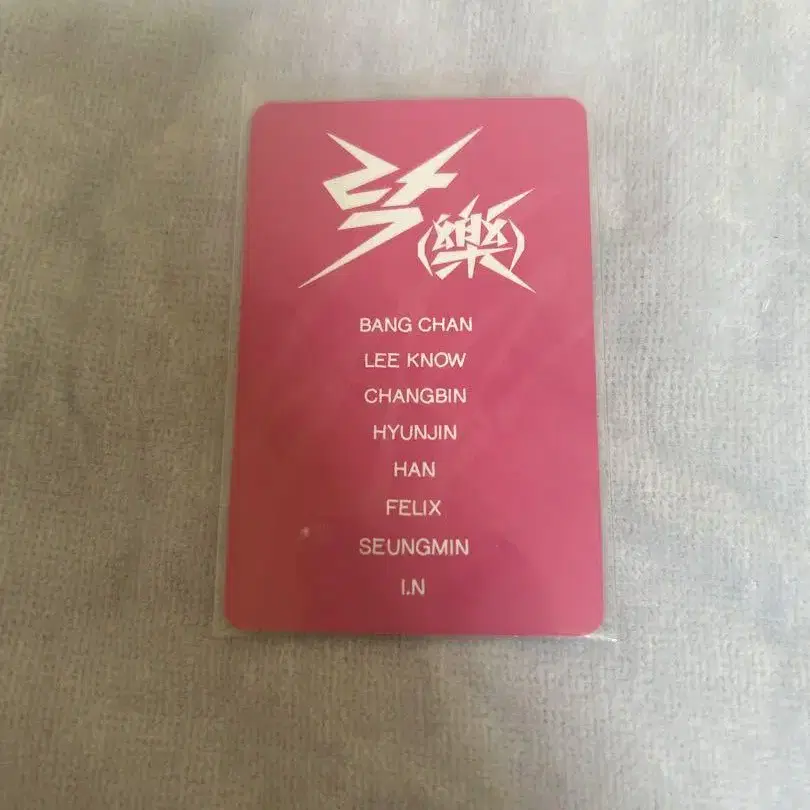 락
(樂)
BANG CHAN
LEE KNOW
CHANGBIN
HYUNJIN
HAN
FELIX
SEUNGMIN
I.N